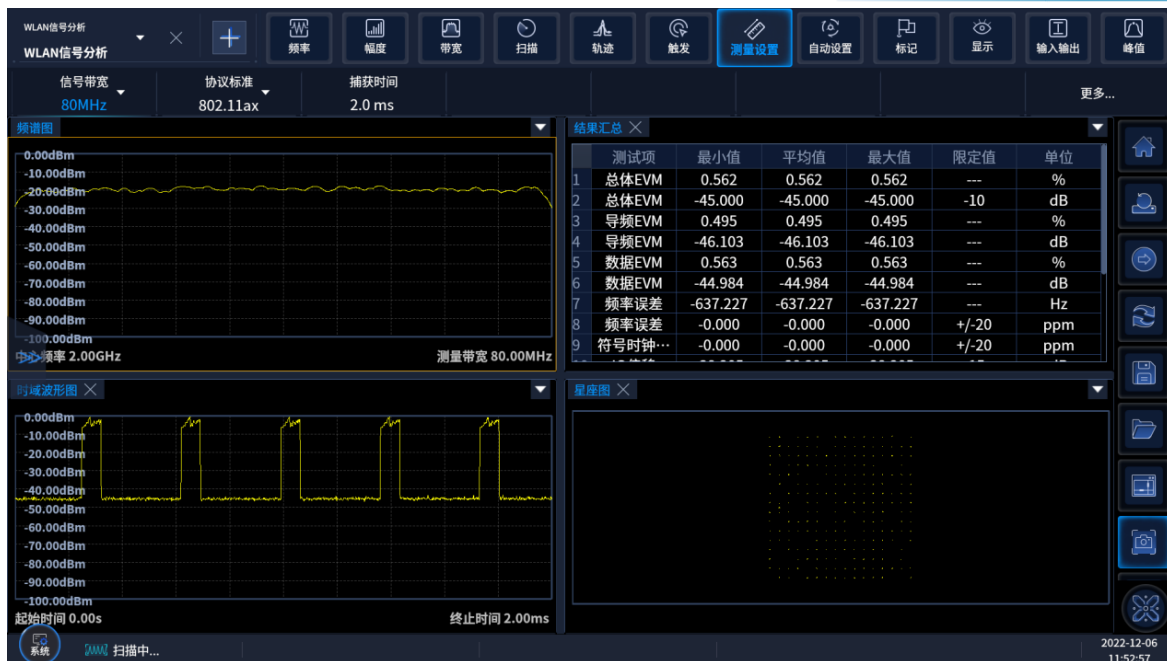 WLAN信号分析
WLAN信号分析
频率
幅度
带宽
扫描
轨迹
触发
测量设置
自动设置
标记
显示
输入输出
峰值
信号带宽
80MHz
协议标准
802.11ax
捕获时间
2.0 ms
更多...
频谱图
0.00dBm
-10.00dBm
-20.00dBm
-30.00dBm
-40.00dBm
-50.00dBm
-60.00dBm
-70.00dBm
-80.00dBm
-90.00dBm
-100.00dBm
中心频率 2.00GHz 测量带宽 80.00MHz
结果汇总
测试项 最小值 平均值 最大值 限定值 单位
1 总体EVM 0.562 0.562 0.562 --- %
2 总体EVM -45.000 -45.000 -45.000 -10 dB
3 导频EVM 0.495 0.495 0.495 --- %
4 导频EVM -46.103 -46.103 -46.103 --- dB
5 数据EVM 0.563 0.563 0.563 --- %
6 数据EVM -44.984 -44.984 -44.984 --- dB
7 频率误差 -637.227 -637.227 -637.227 --- Hz
8 频率误差 -0.000 -0.000 -0.000 +/-20 ppm
9 符号时钟… -0.000 -0.000 -0.000 +/-20 ppm
时域波形图
0.00dBm
-10.00dBm
-20.00dBm
-30.00dBm
-40.00dBm
-50.00dBm
-60.00dBm
-70.00dBm
-80.00dBm
-90.00dBm
-100.00dBm
起始时间 0.00s 终止时间 2.00ms
星座图
系统
扫描中...
2022-12-06
11:52:57